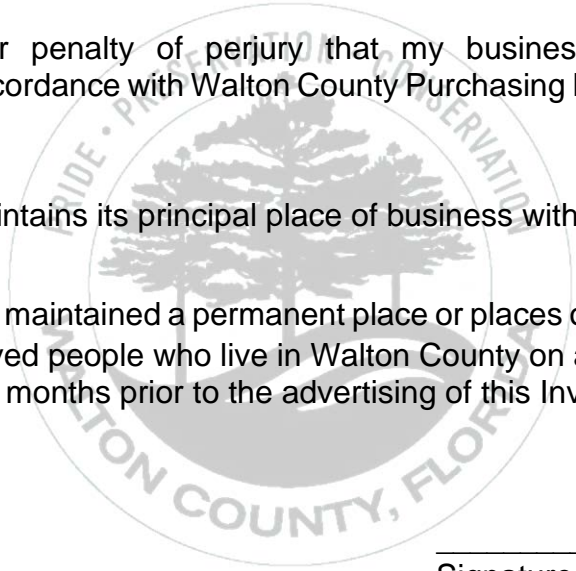 r penalty of perjury that my busines
cordance with Walton County Purchasing
intains its principal place of business with
maintained a permanent place or places
ved people who live in Walton County on a
months prior to the advertising of this Inv
Signature
PRIDE • PRESERVATION • CONSERVATION
WALTON COUNTY, FLORIDA